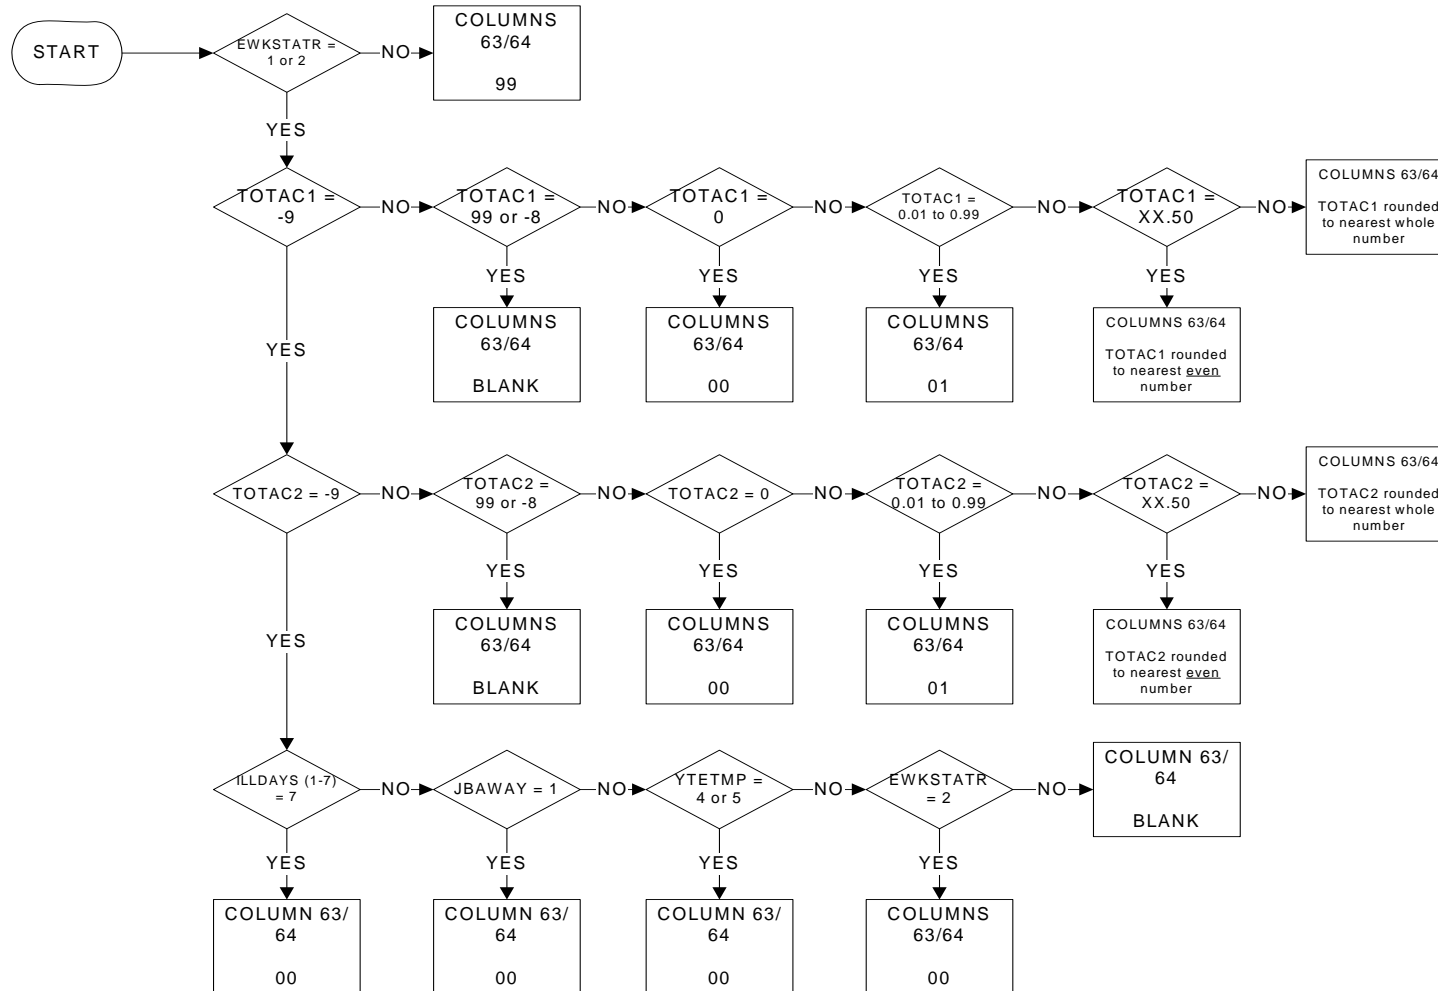 START
EWKSTATR =
1 or 2
NO
COLUMNS
63/64
99
YES
TOTAC1 =
-9
NO
TOTAC1 =
99 or -8
NO
TOTAC1 =
0
NO
TOTAC1 =
0.01 to 0.99
NO
TOTAC1 =
XX.50
NO
COLUMNS 63/64
TOTAC1 rounded
to nearest whole
number
YES
YES
YES
YES
YES
COLUMNS
63/64
BLANK
COLUMNS
63/64
00
COLUMNS
63/64
01
COLUMNS 63/64
TOTAC1 rounded
to nearest even
number
TOTAC2 = -9
NO
TOTAC2 =
99 or -8
NO
TOTAC2 = 0
NO
TOTAC2 =
0.01 to 0.99
NO
TOTAC2 =
XX.50
NO
COLUMNS 63/64
TOTAC2 rounded
to nearest whole
number
YES
YES
YES
YES
YES
COLUMNS
63/64
BLANK
COLUMNS
63/64
00
COLUMNS
63/64
01
COLUMNS 63/64
TOTAC2 rounded
to nearest even
number
ILLDAYS (1-7)
= 7
NO
JBAWAY = 1
NO
YTETMP =
4 or 5
NO
EWKSTATR
= 2
NO
COLUMN 63/
64
BLANK
YES
YES
YES
YES
COLUMN 63/
64
00
COLUMN 63/
64
00
COLUMN 63/
64
00
COLUMNS
63/64
00